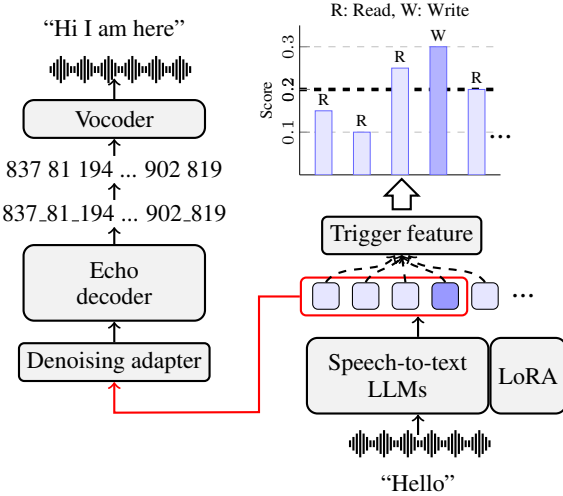 R: Read, W: Write
“Hi I am here”
Vocoder
837 81 194 ... 902 819
837_81_194 ... 902_819
Echo
decoder
Denoising adapter
Score
0.3
0.2
0.1
R
R
R
W
R
...
Trigger feature
...
Speech-to-text
LLMs
LoRA
“Hello”